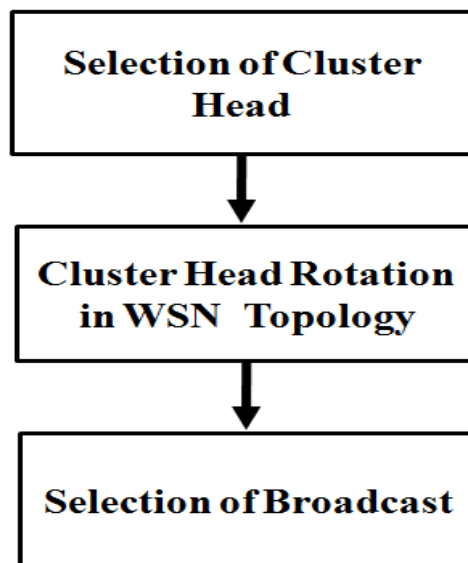 Selection of Cluster
Head
Cluster Head Rotation
in WSN Topology
Selection of Broadcast